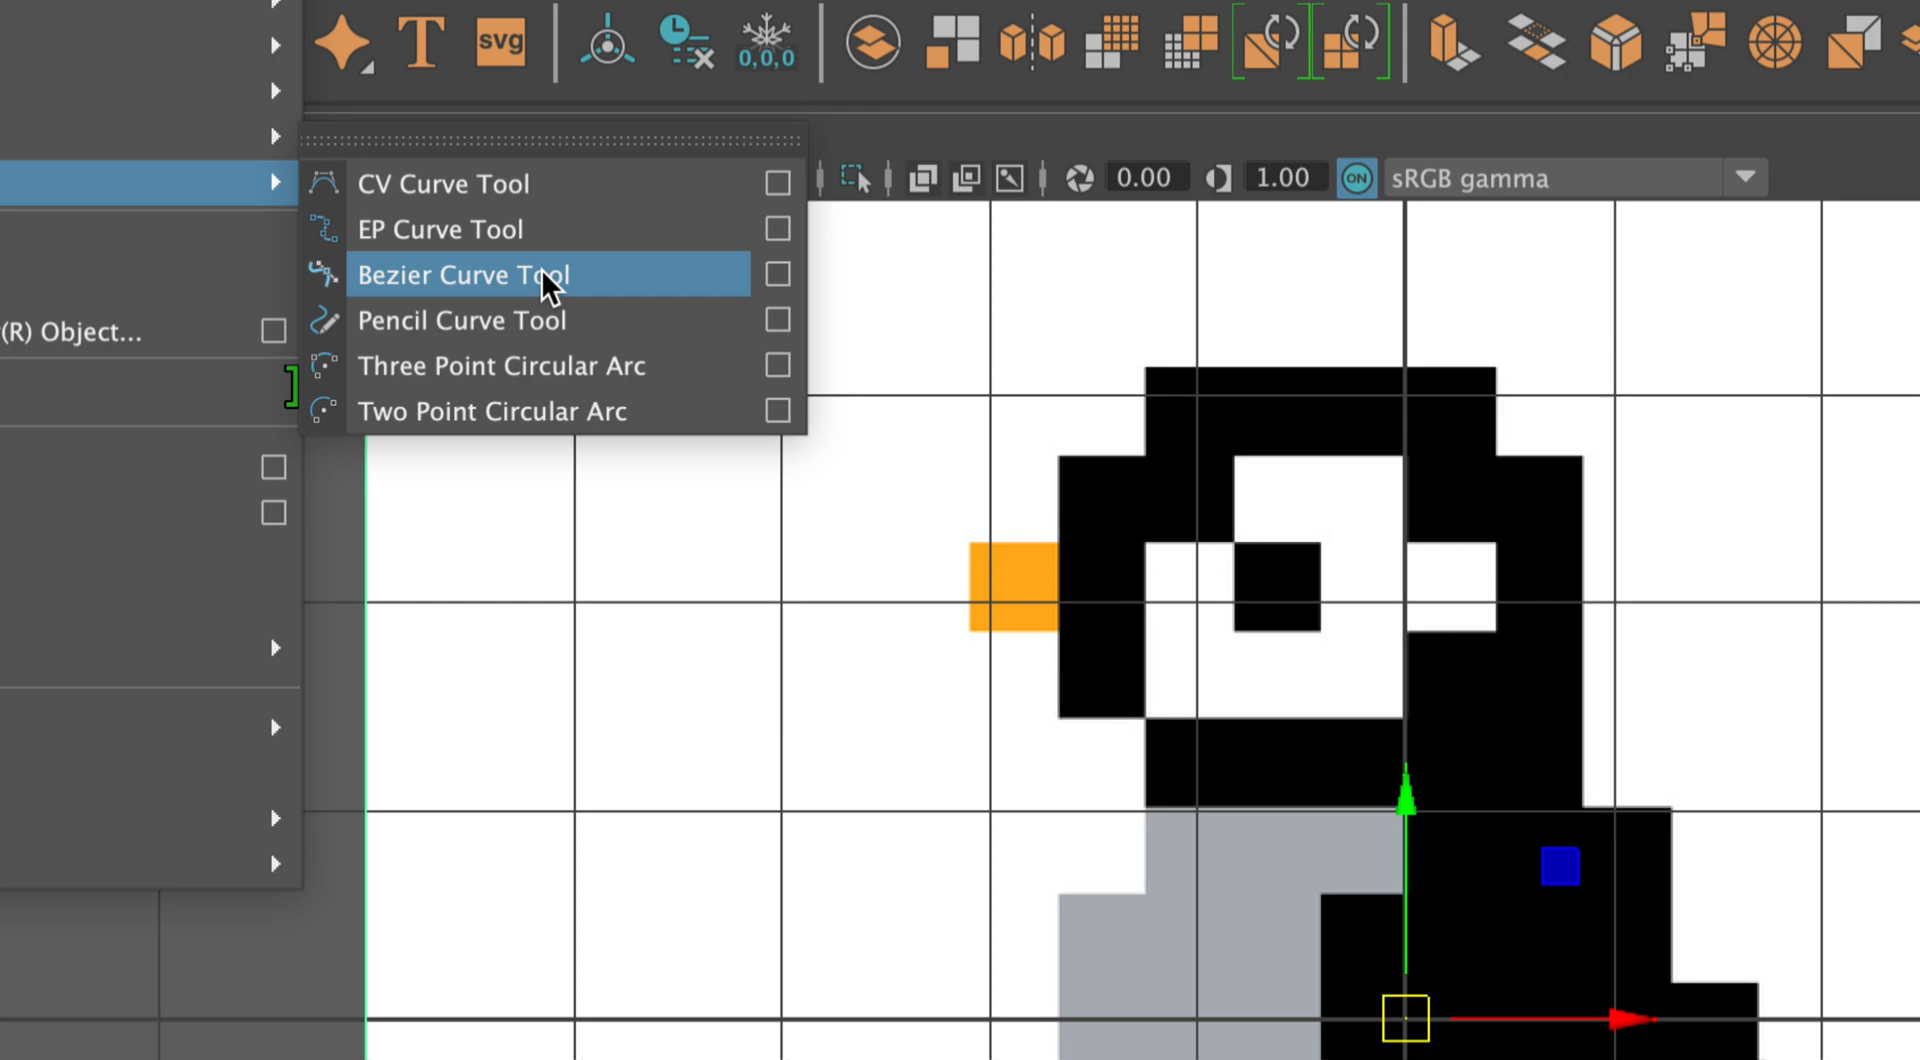 T
svg
0,0,0
CV Curve Tool
0.00
1.00
ON
sRGB gamma
EP Curve Tool
Bezier Curve Tool
(R) Object...
Pencil Curve Tool
Three Point Circular Arc
Two Point Circular Arc